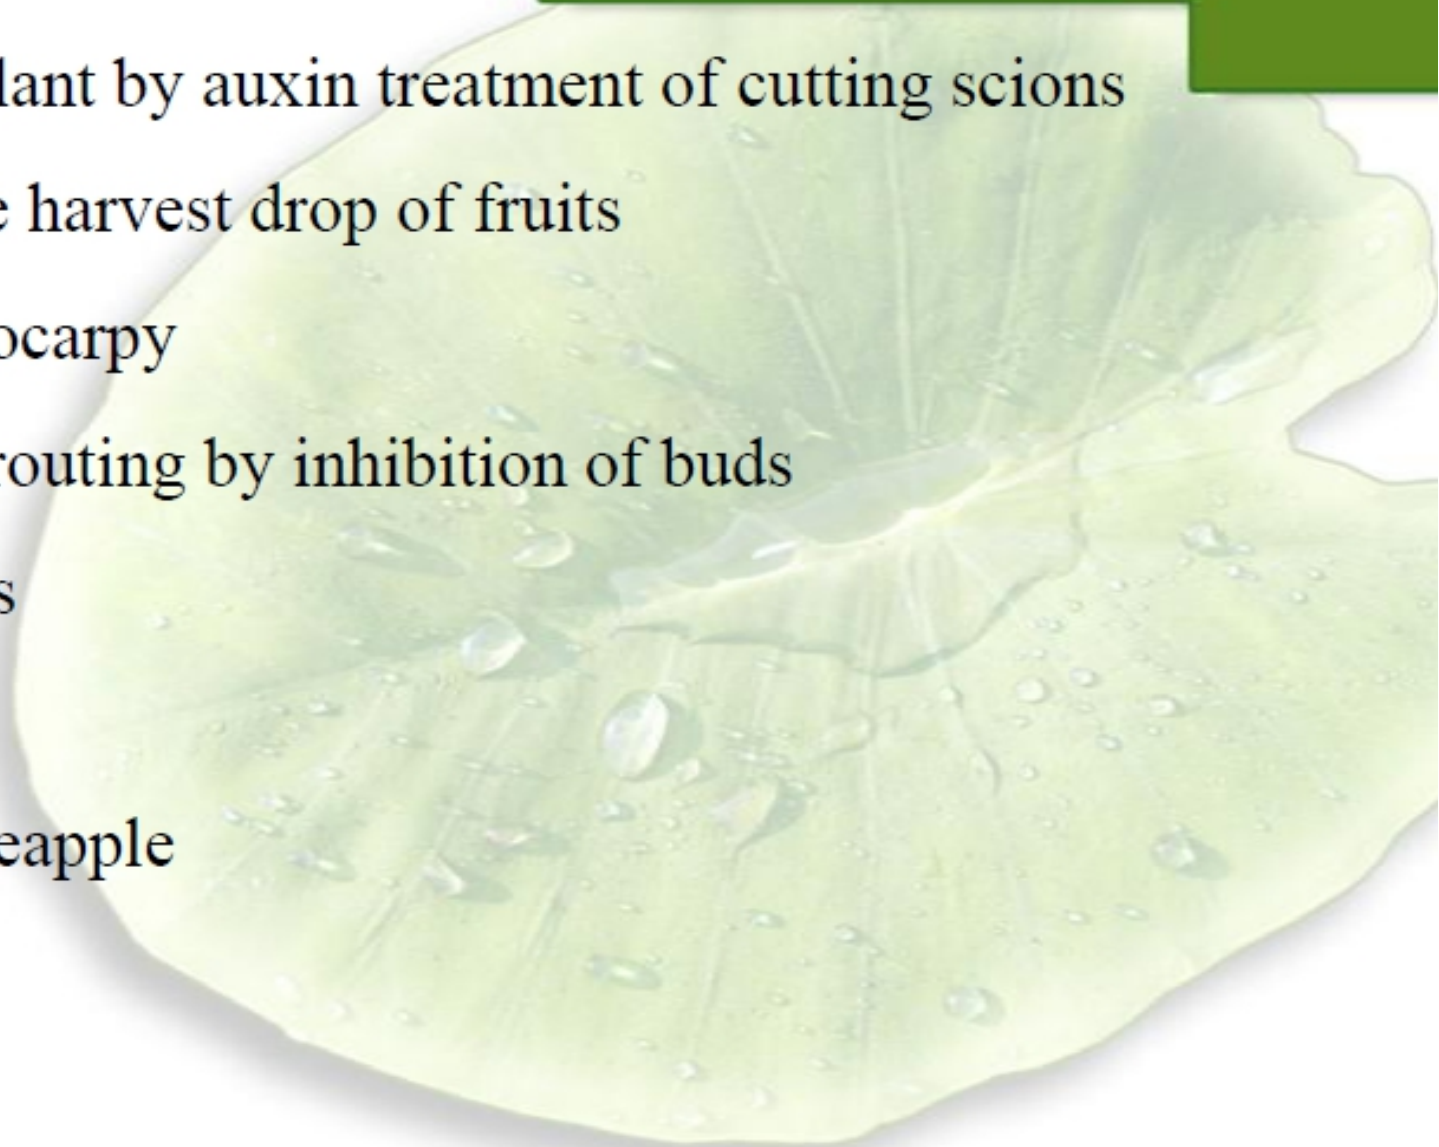 lant by auxin treatment of cutting scions
e harvest drop of fruits
ocarpy
routing by inhibition of buds
s
eapple